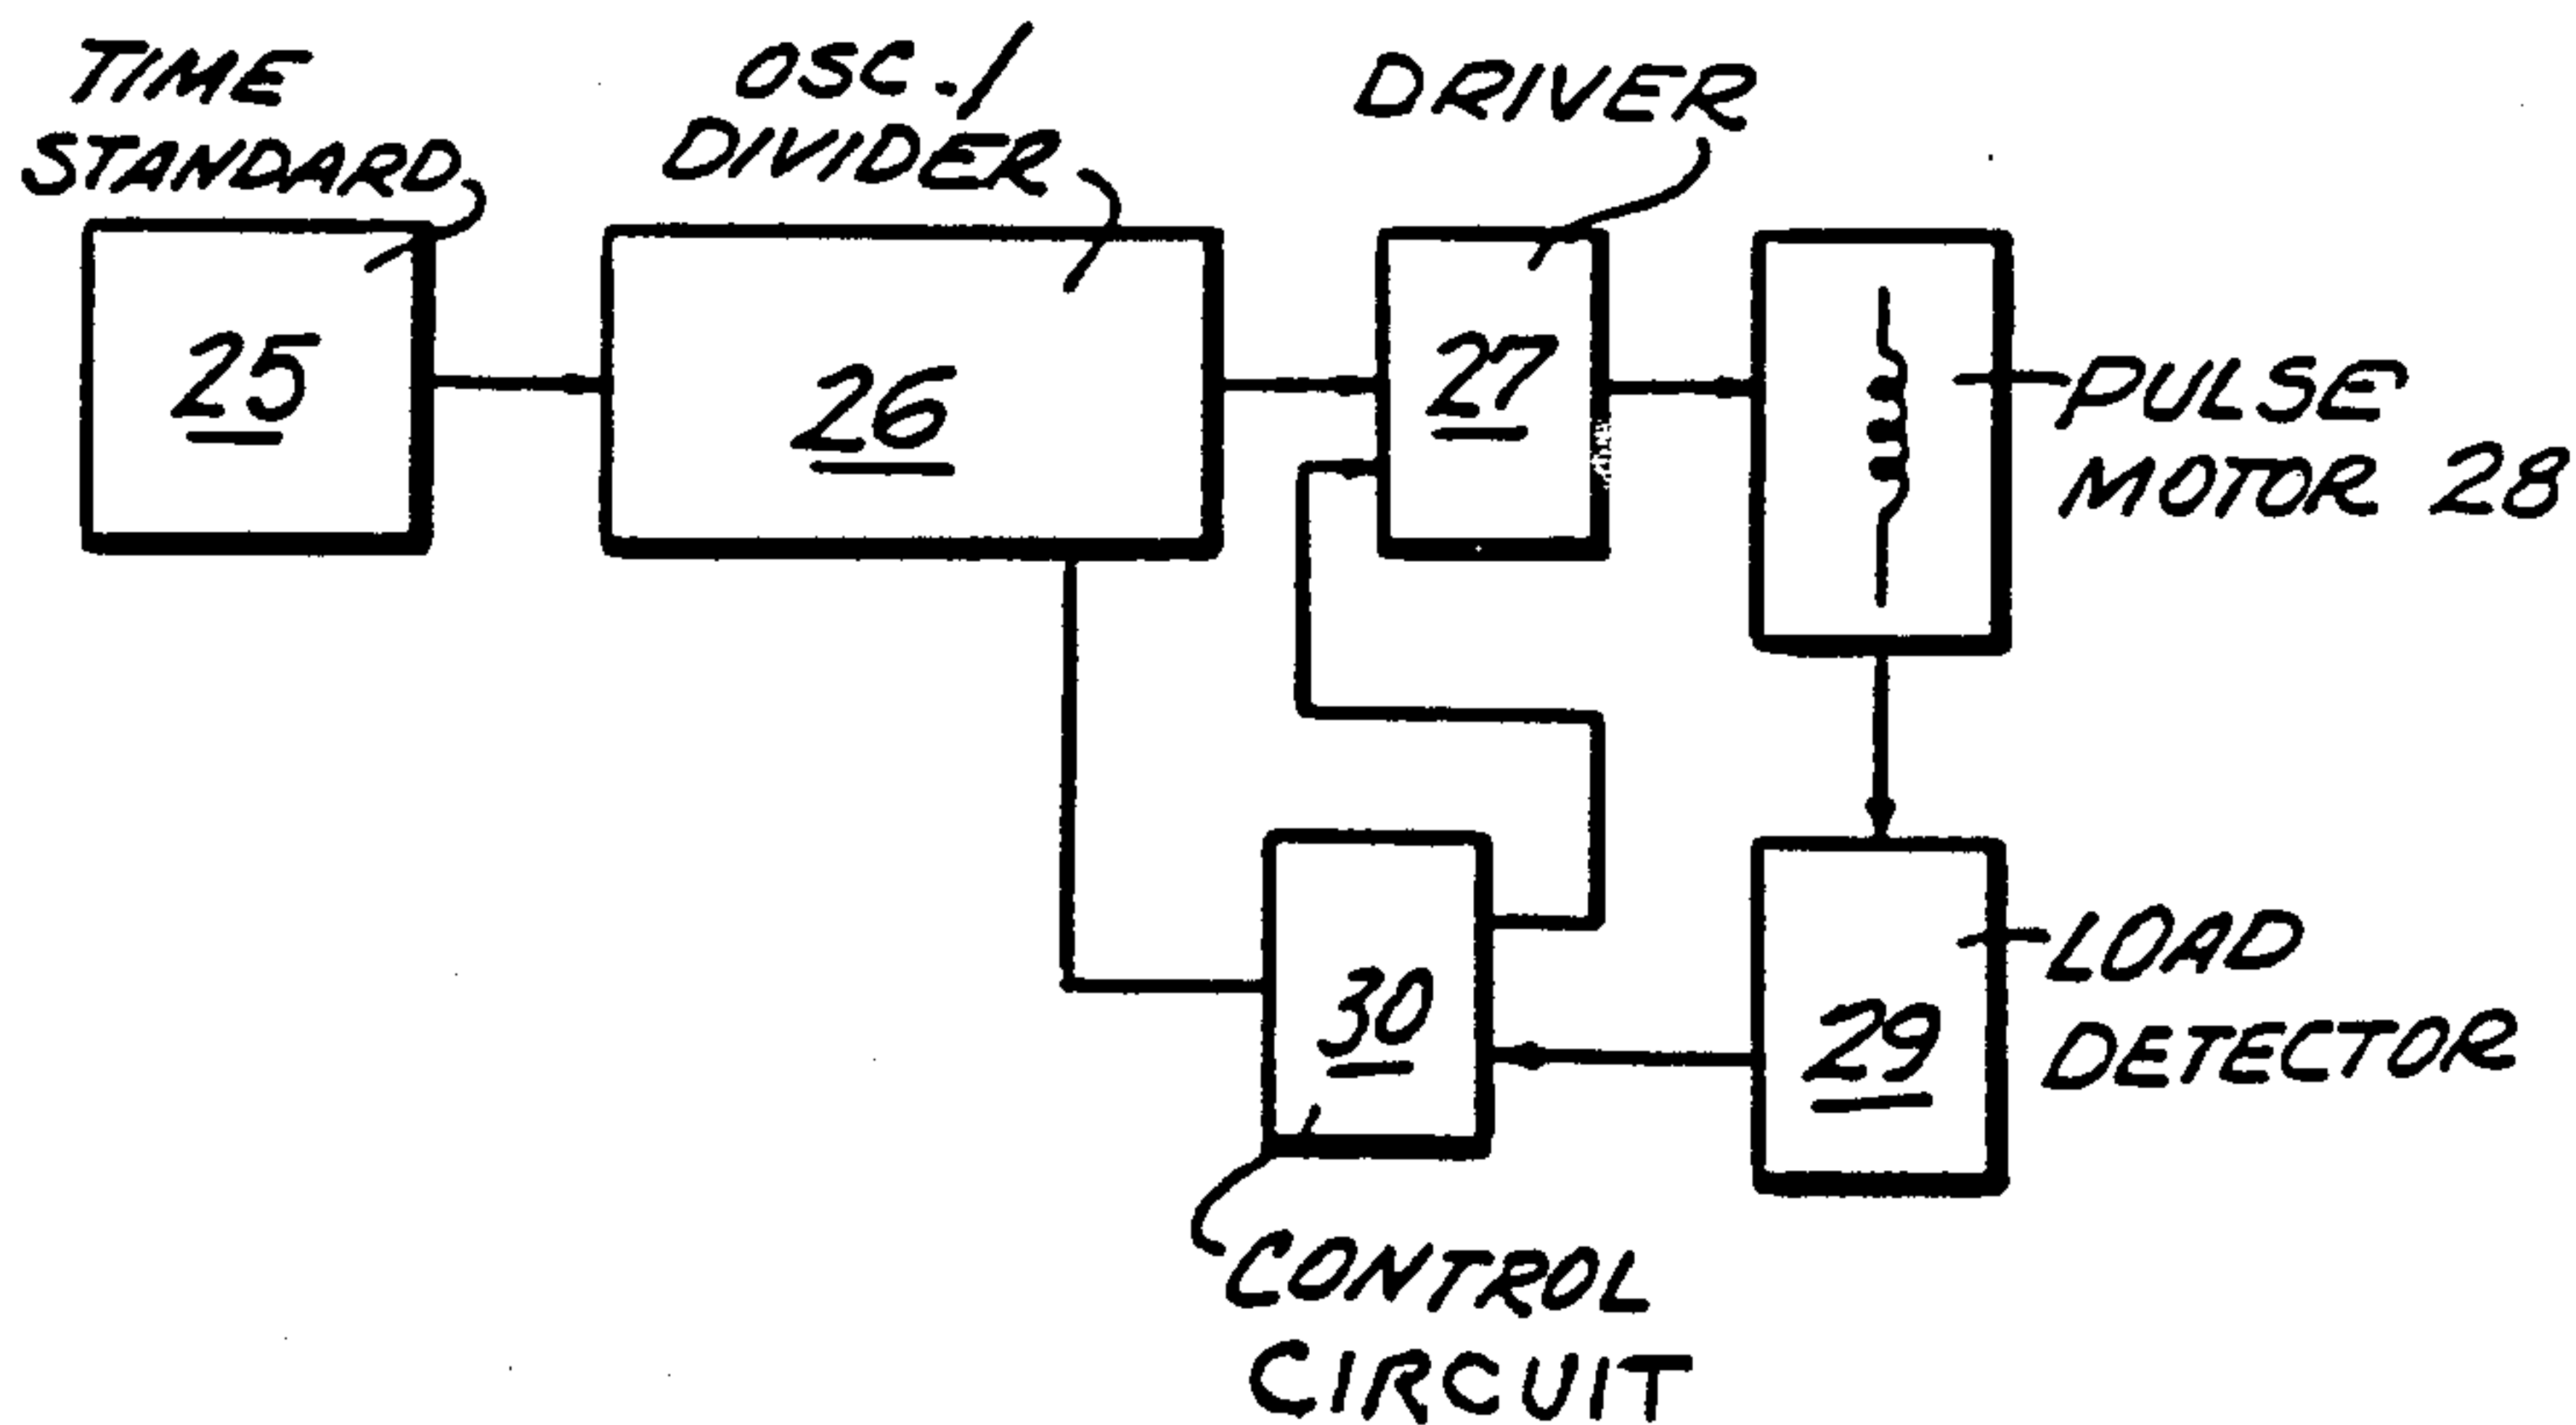 TIME
STANDARD
25
OSC./
DIVIDER
26
DRIVER
27
PULSE
MOTOR 28
LOAD
DETECTOR
29
30
CONTROL
CIRCUIT